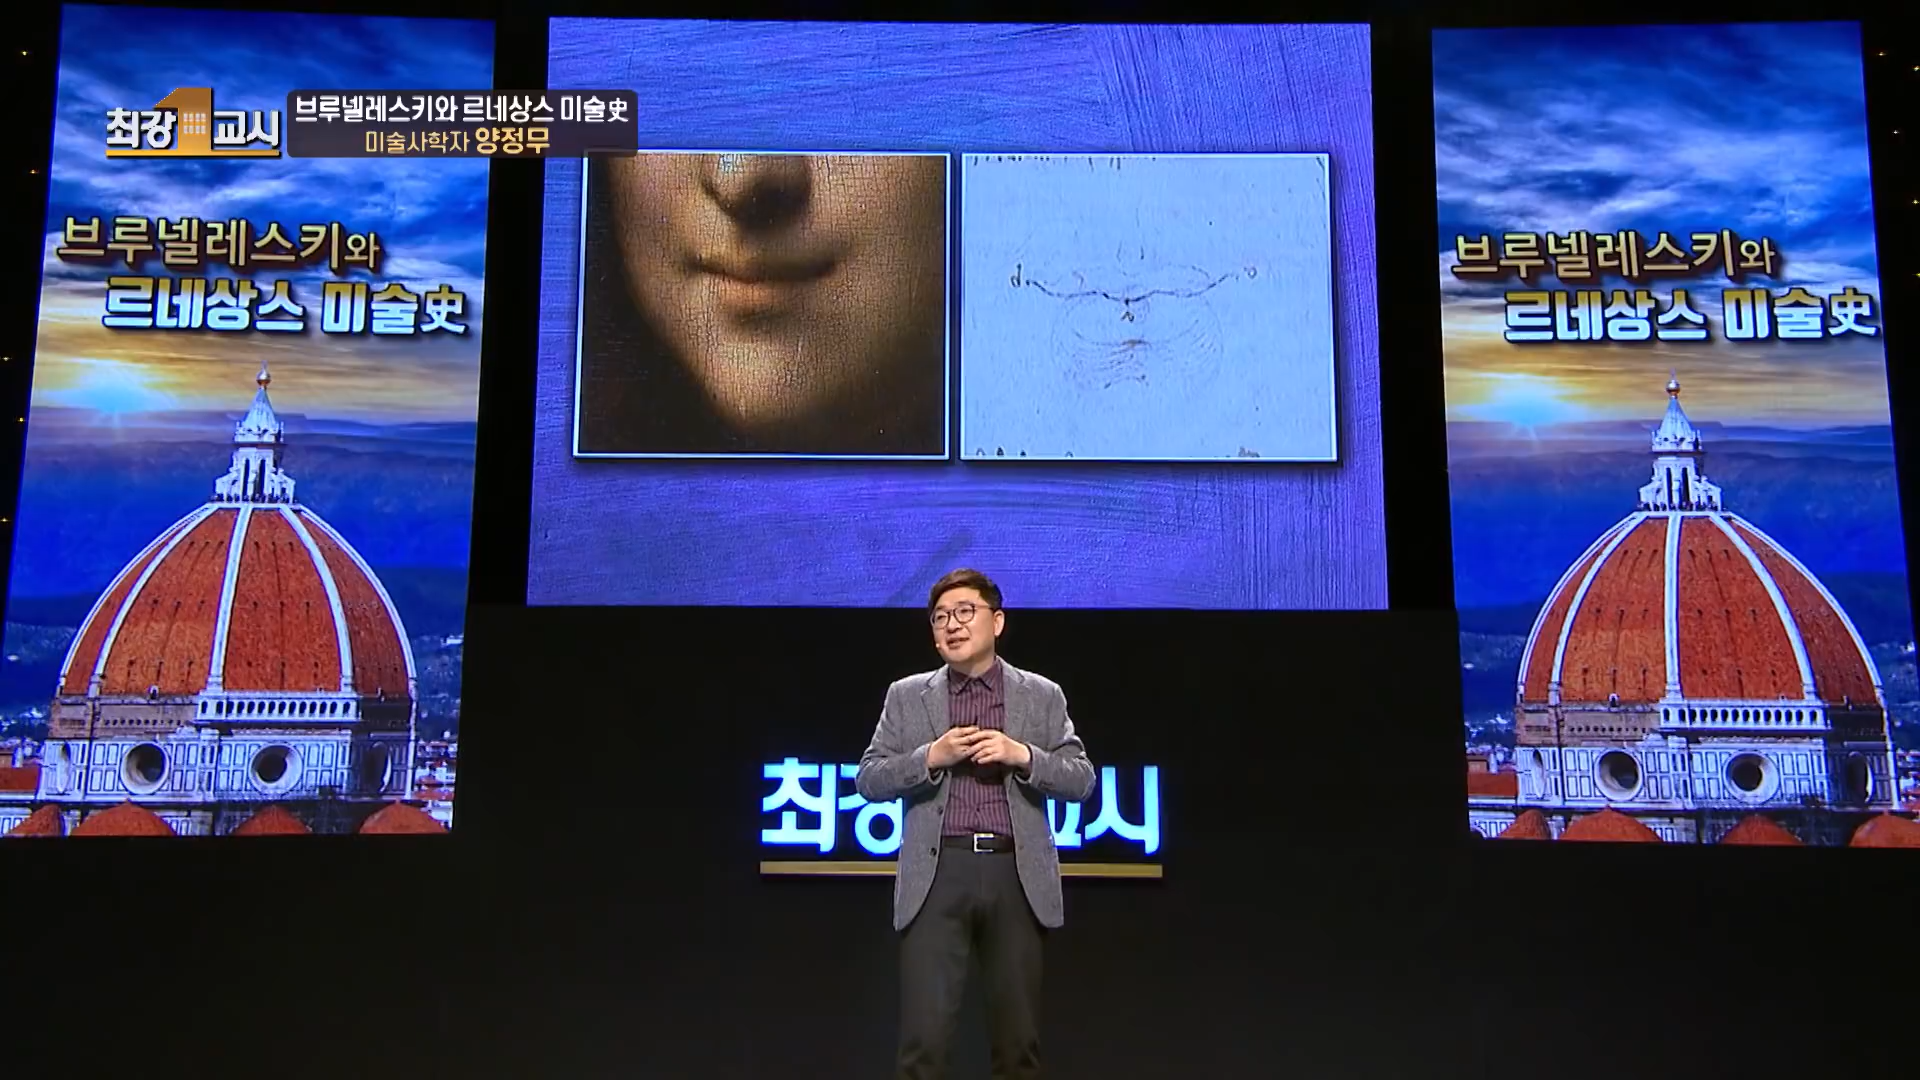 최강1교시
브루넬레스키와 르네상스 미술史
미술사학자 양정무
브루넬레스키와
르네상스 미술史
d
a
브루넬레스키와
르네상스 미술史
최강
교시